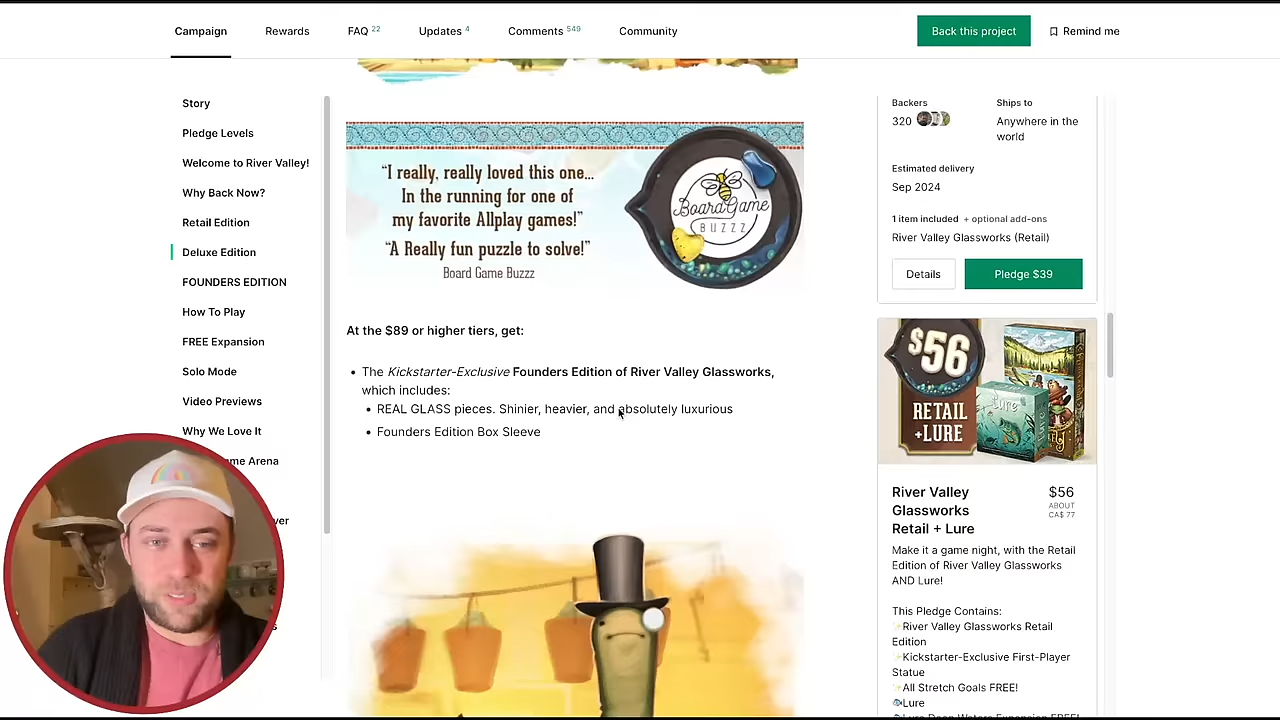 Campaign
Rewards
FAQ 22
Updates 4
Comments 549
Community
Back this project
Remind me
Story
Pledge Levels
Welcome to River Valley!
Why Back Now?
Retail Edition
Deluxe Edition
FOUNDERS EDITION
How To Play
FREE Expansion
Solo Mode
Video Previews
Why We Love It
me Arena
ver
“I really, really loved this one...
In the running for one of
my favorite Allplay games!”
“A Really fun puzzle to solve!”
Board Game Buzzz
BoardGame
BUZZZ
At the $89 or higher tiers, get:
• The Kickstarter-Exclusive Founders Edition of River Valley Glassworks,
which includes:
• REAL GLASS pieces. Shinier, heavier, and absolutely luxurious
• Founders Edition Box Sleeve
Backers
320
Ships to
Anywhere in the
world
Estimated delivery
Sep 2024
1 item included + optional add-ons
River Valley Glassworks (Retail)
Details
Pledge $39
$56
RETAIL
+LURE
Lure
River Valley
Glassworks
Retail + Lure
$56
ABOUT
CA$ 77
Make it a game night, with the Retail
Edition of River Valley Glassworks
AND Lure!
This Pledge Contains:
✨River Valley Glassworks Retail
Edition
✨Kickstarter-Exclusive First-Player
Statue
✨All Stretch Goals FREE!
Lure
Lure Deep Waters Expansion FREE!